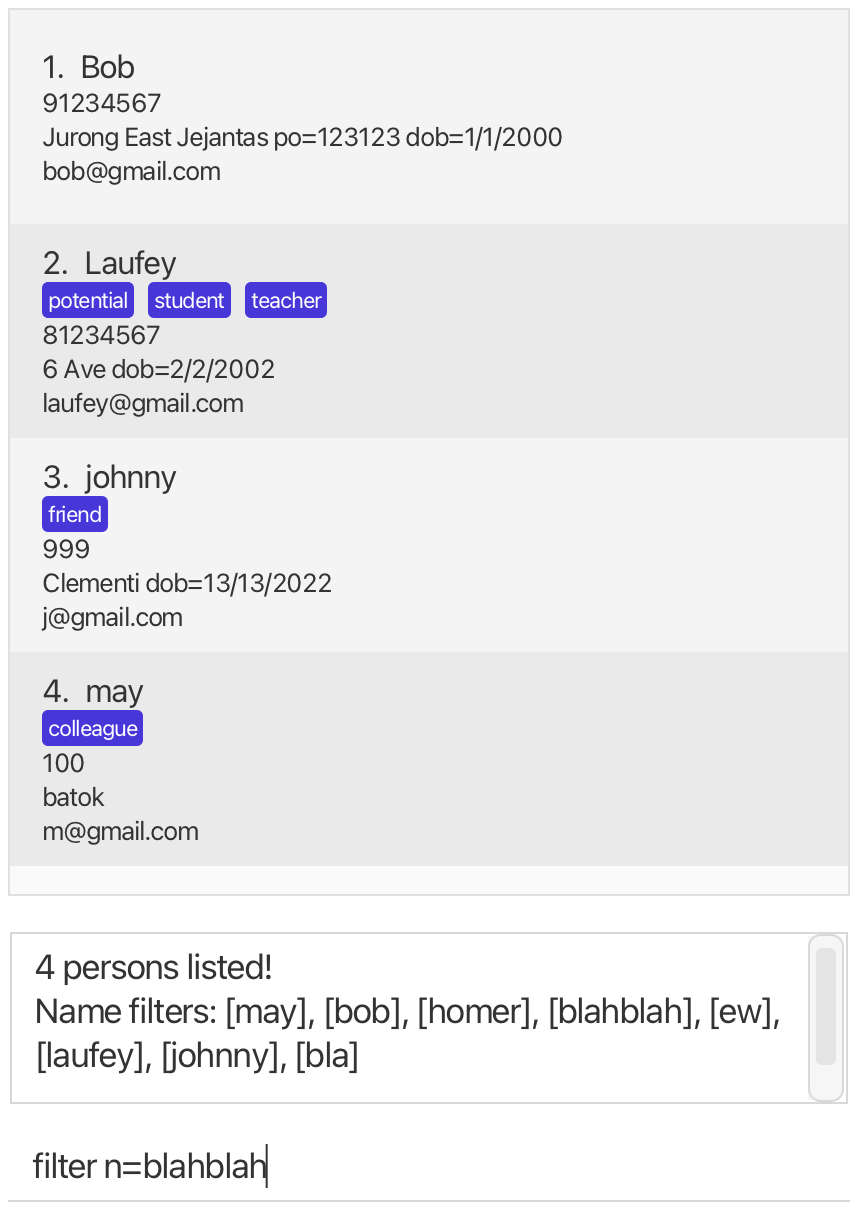 1. Bob
91234567
Jurong East Jejantas po=123123 dob=1/1/2000
bob@gmail.com
2. Laufey
potential student teacher
81234567
6 Ave dob=2/2/2002
laufey@gmail.com
3. johnny
friend
999
Clementi dob=13/13/2022
j@gmail.com
4. may
colleague
100
batok
m@gmail.com
4 persons listed!
Name filters: [may], [bob], [homer], [blahblah], [ew],
[laufey], [johnny], [bla]
filter n=blahblah